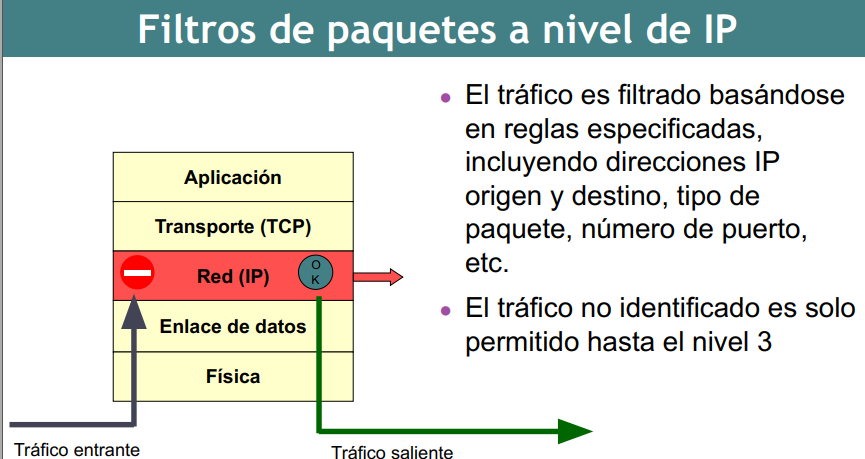 Filtros de paquetes a nivel de IP
Aplicación
Transporte (TCP)
Red (IP)
O
K
Enlace de datos
Física
Tráfico entrante
Tráfico saliente
El tráfico es filtrado basándose
en reglas especificadas,
incluyendo direcciones IP
origen y destino, tipo de
paquete, número de puerto,
etc.
El tráfico no identificado es solo
permitido hasta el nivel 3